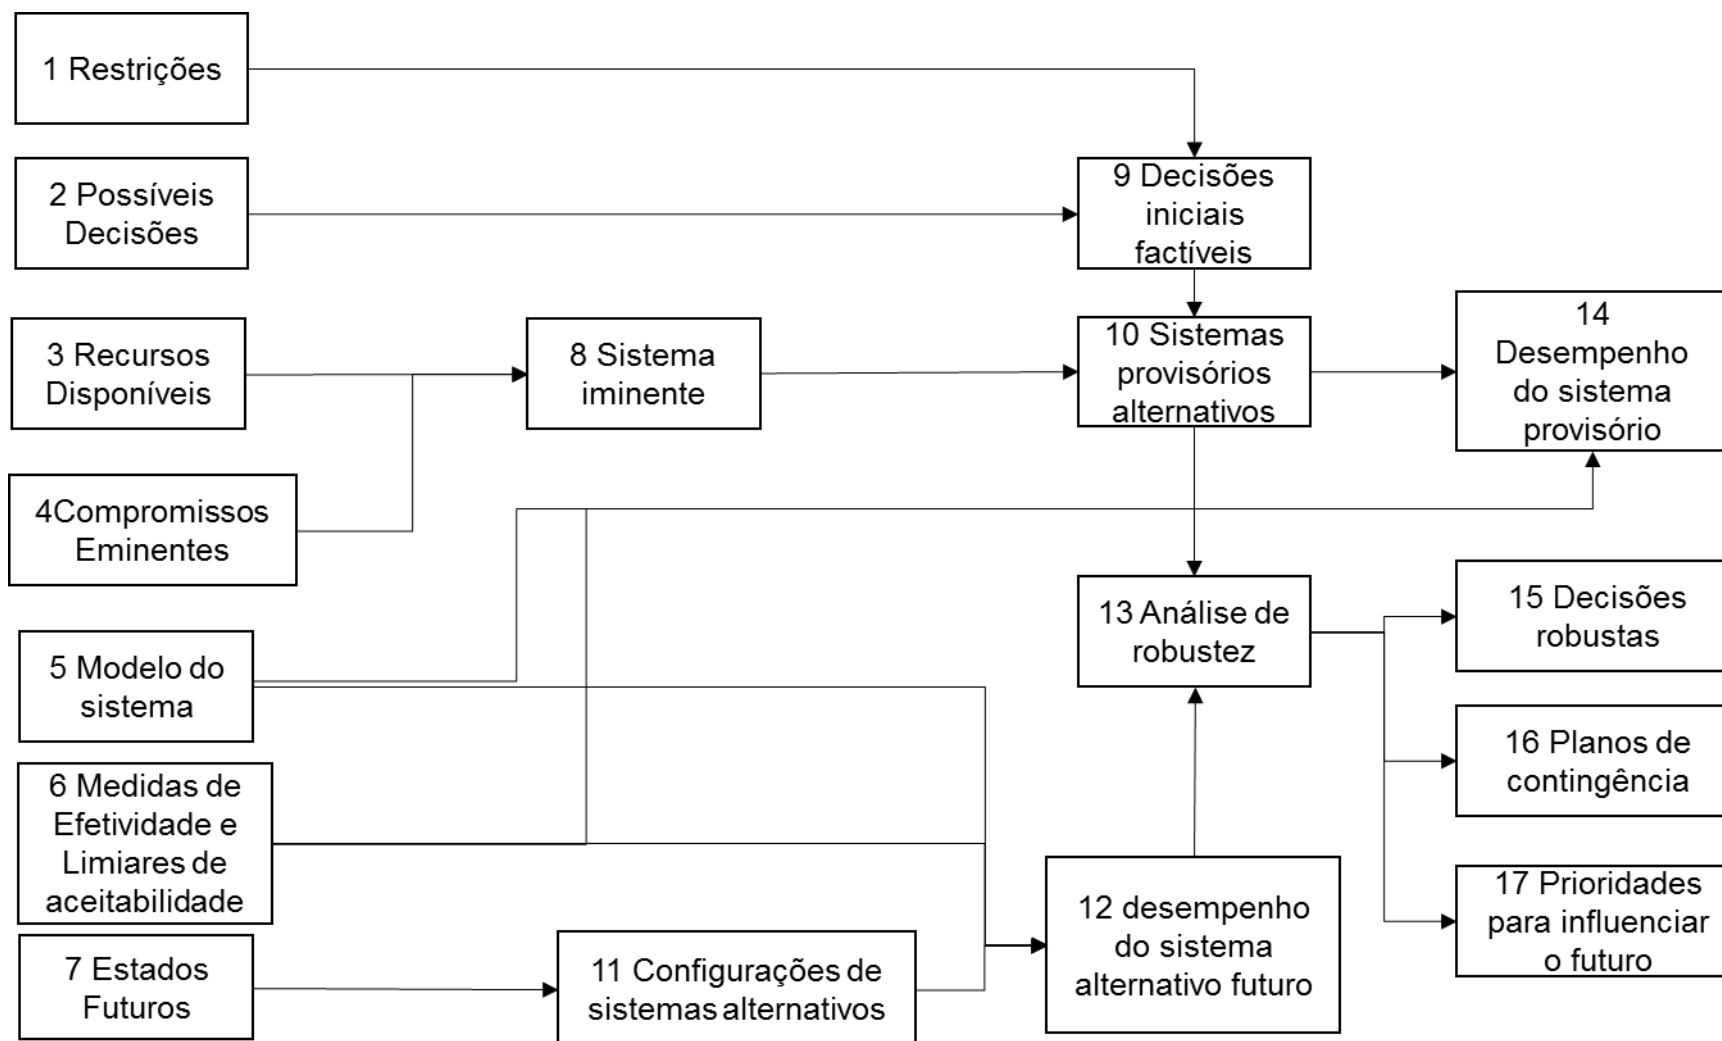 1 Restrições
2 Possíveis
Decisões
3 Recursos
Disponíveis
4Compromissos
Eminentes
5 Modelo do
sistema
6 Medidas de
Efetividade e
Limiares de
aceitabilidade
7 Estados
Futuros
8 Sistema
iminente
9 Decisões
iniciais
factíveis
10 Sistemas
provisórios
alternativos
11 Configurações de
sistemas alternativos
12 desempenho
do sistema
alternativo futuro
13 Análise de
robustez
14
Desempenho
do sistema
provisório
15 Decisões
robustas
16 Planos de
contingência
17 Prioridades
para influenciar
o futuro